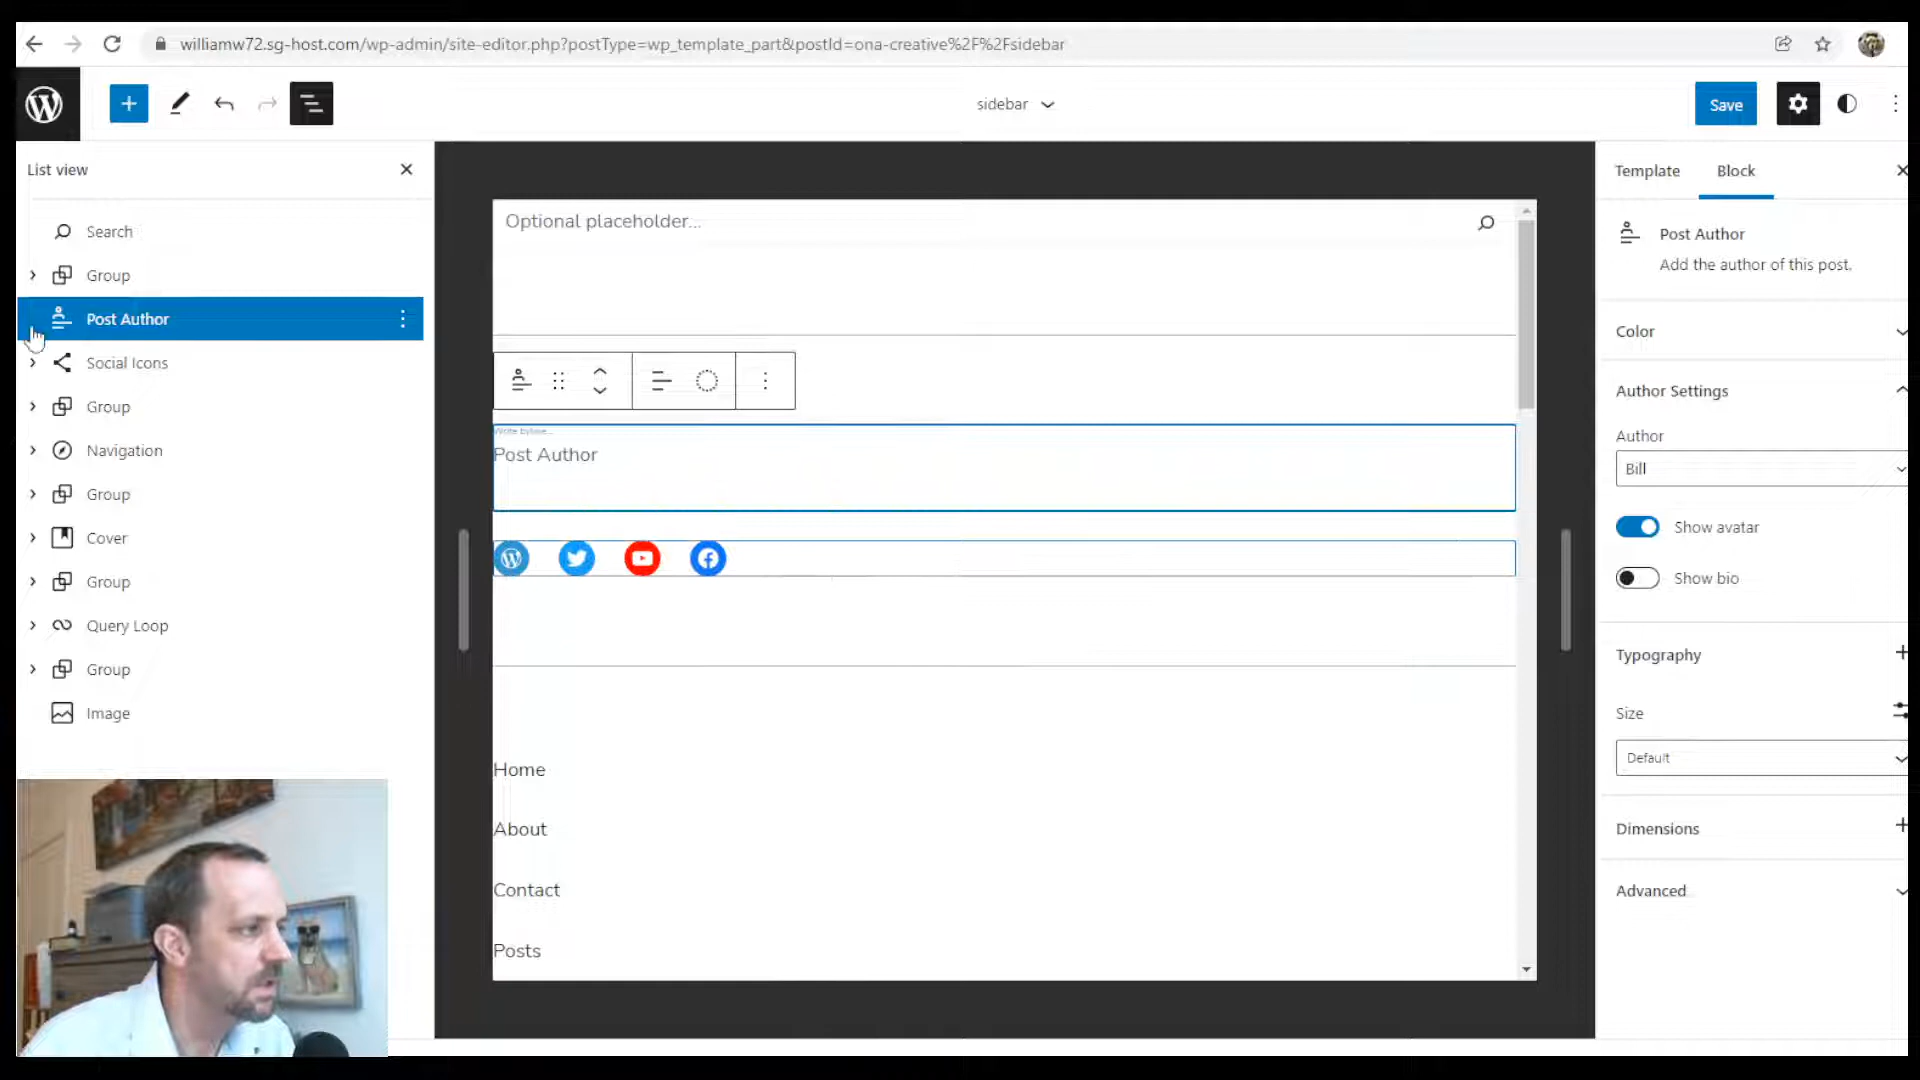 williamw72.sg-host.com/wp-admin/site-editor.php?postType=wp_template_part&postId=ona-creative%2F%2Fsidebar
sidebar
Save
List view
Search
Group
Post Author
Social Icons
Group
Navigation
Group
Cover
Group
Query Loop
Group
Image
Optional placeholder...
Write byline...
Post Author
Home
About
Contact
Posts
Template
Block
Post Author
Add the author of this post.
Color
Author Settings
Author
Bill
Show avatar
Show bio
Typography
Size
Default
Dimensions
Advanced